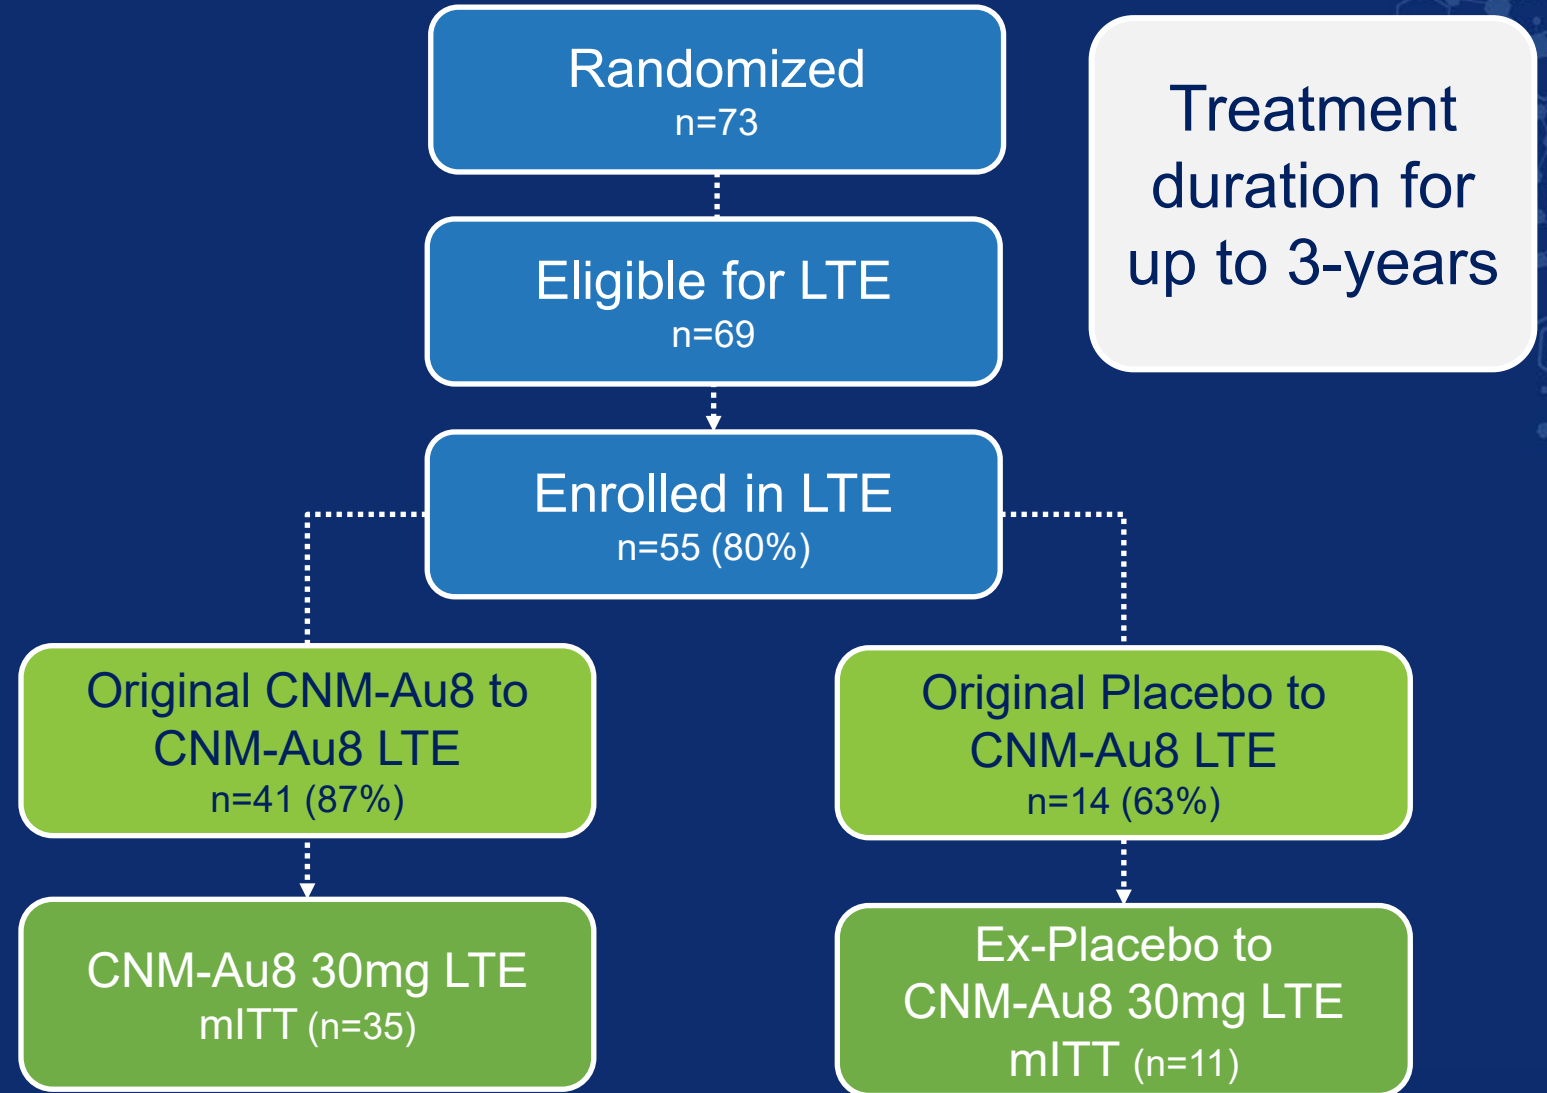 Randomized
n=73
Treatment
duration for
up to 3-years
Eligible for LTE
n=69
Enrolled in LTE
n=55 (80%)
Original CNM-Au8 to
CNM-Au8 LTE
n=41 (87%)
Original Placebo to
CNM-Au8 LTE
n=14 (63%)
CNM-Au8 30mg LTE
mITT (n=35)
Ex-Placebo to
CNM-Au8 30mg LTE
mITT (n=11)